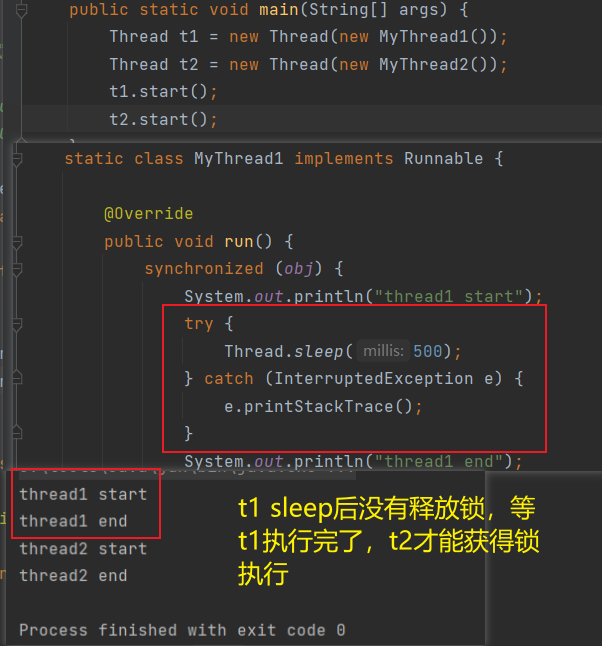 public static void main(String[] args) {
Thread t1 = new Thread(new MyThread1());
Thread t2 = new Thread(new MyThread2());
t1.start();
t2.start();
static class MyThread1 implements Runnable {
@Override
public void run() {
synchronized (obj) {
System.out.println("thread1 start");
try {
Thread.sleep( millis: 500);
} catch (InterruptedException e) {
e.printStackTrace();
}
System.out.println("thread1 end");
thread1 start
thread1 end
thread2 start
thread2 end
t1 sleep后没有释放锁，等
t1执行完了，t2才能获得锁
执行
Process finished with exit code 0